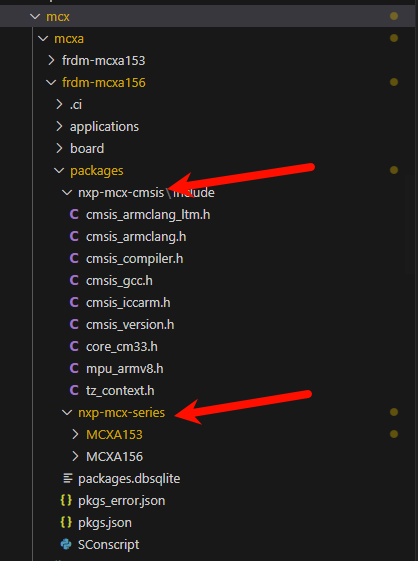 mcx
mcxa
frdm-mcxa153
frdm-mcxa156
.ci
applications
board
packages
nxp-mcx-cmsis\Include
C cmsis_armclang_ltm.h
C cmsis_armclang.h
C cmsis_compiler.h
C cmsis_gcc.h
C cmsis_iccarm.h
C cmsis_version.h
C core_cm33.h
C mpu_armv8.h
C tz_context.h
nxp-mcx-series
MCXA153
MCXA156
packages.dbsqlite
{} pkgs_error.json
{} pkgs.json
SConscript